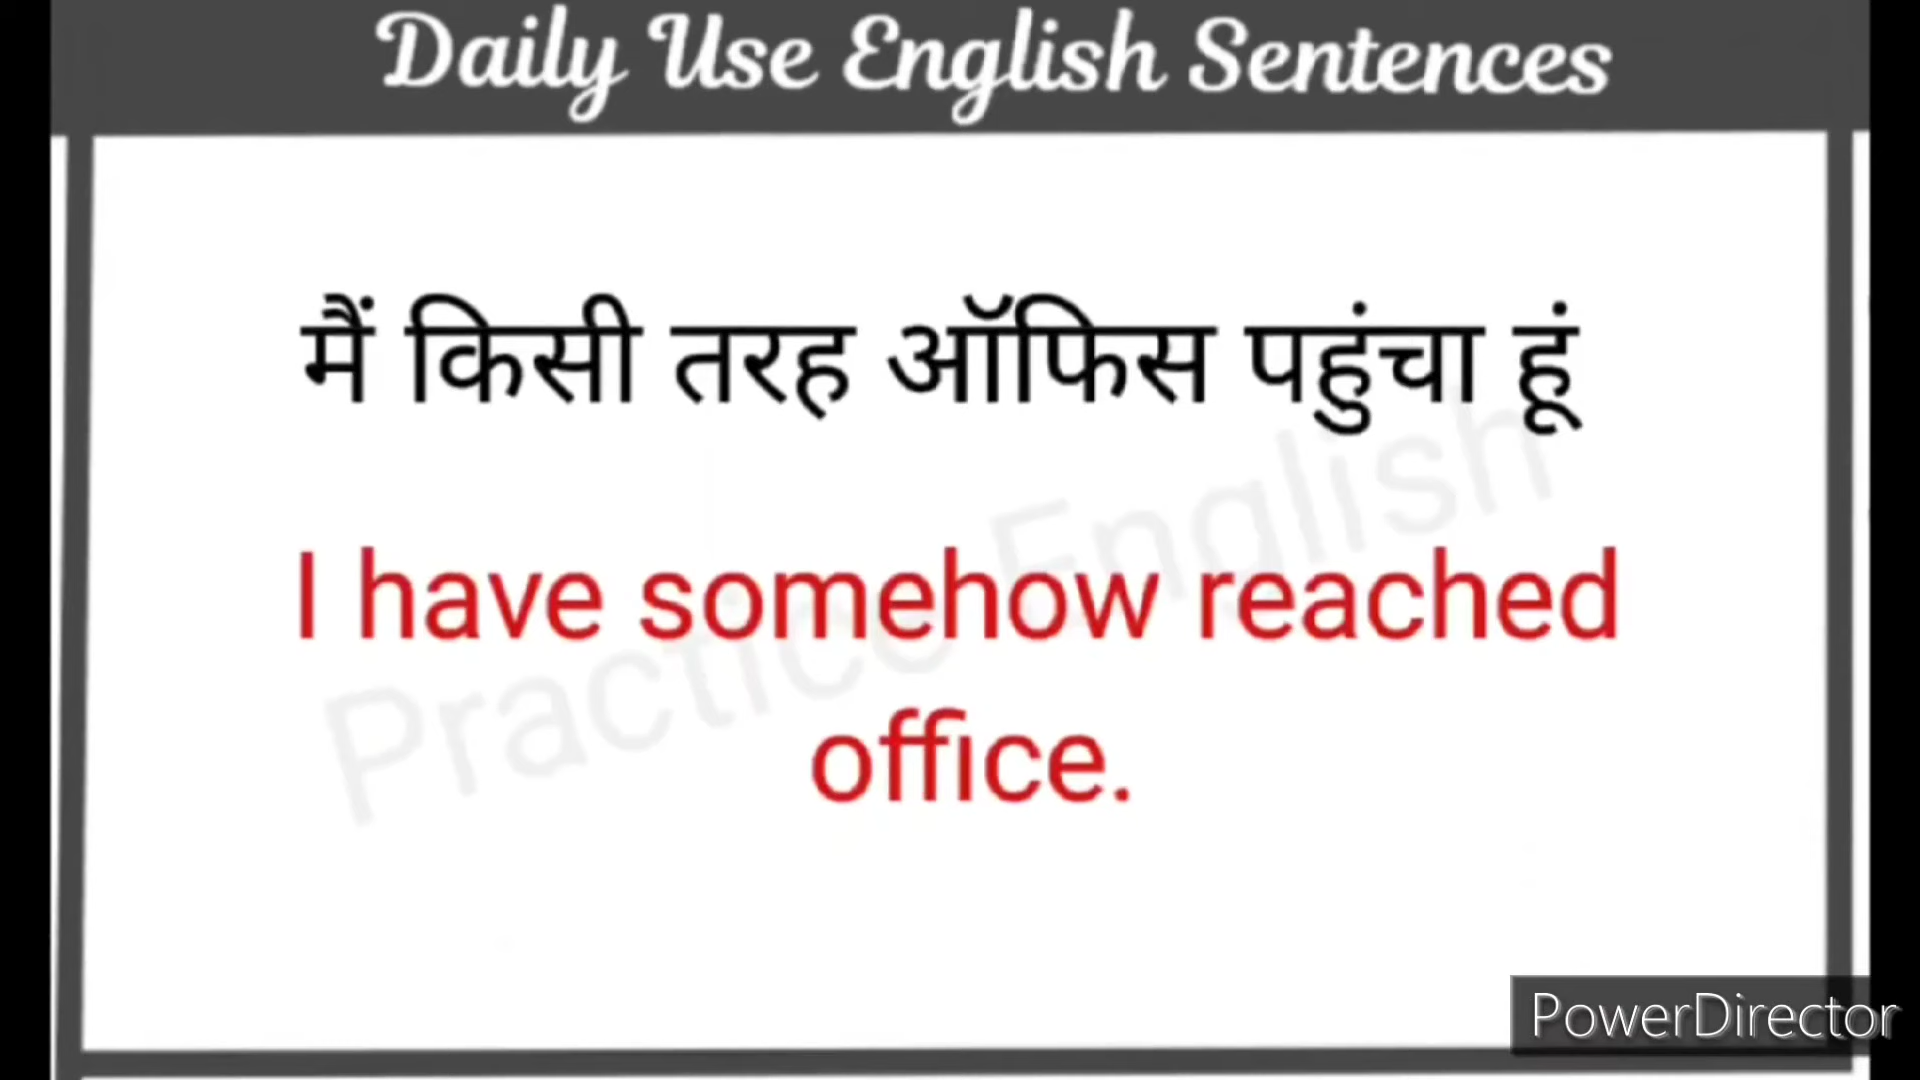 Daily Use English Sentences
मैं किसी तरह ऑफिस पहुंचा हूं
I have somehow reached
office.
Practice English
PowerDirector